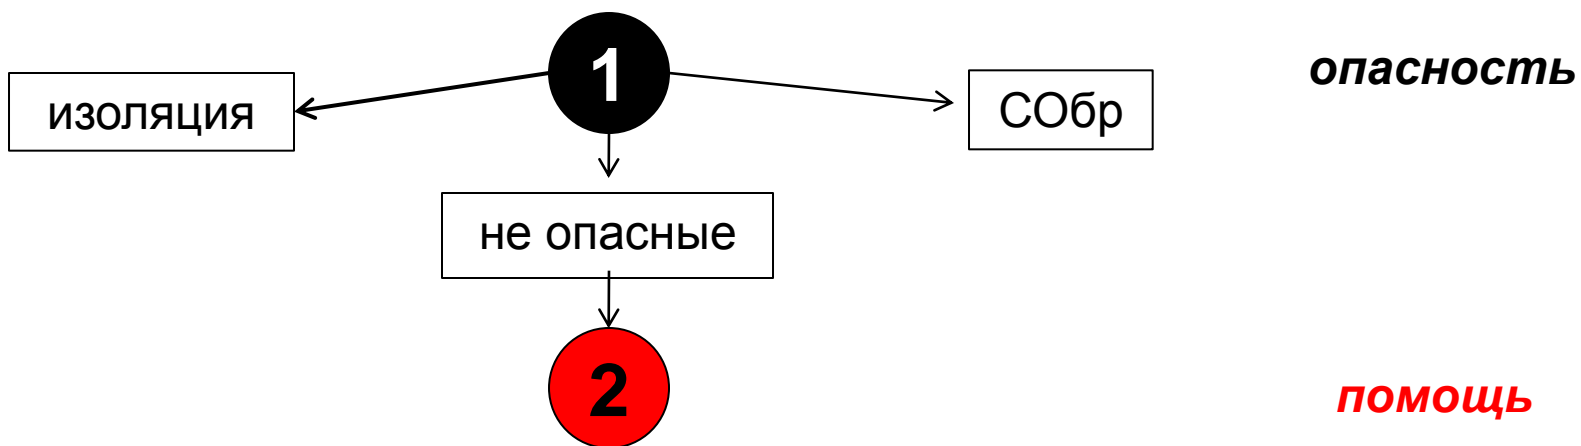 1
опасность
изоляция
СОбр
не опасные
2
помощь